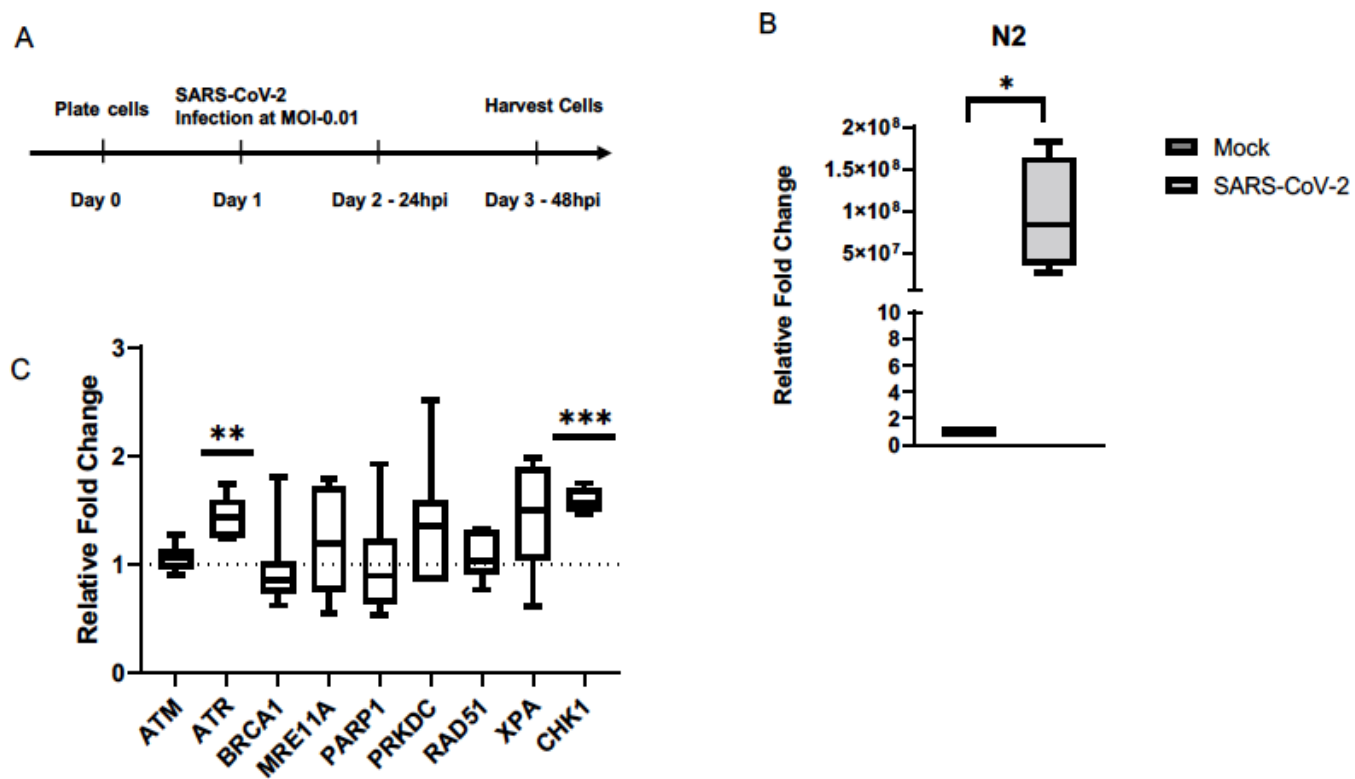 A
Plate cells
SARS-CoV-2
Infection at MOI-0.01
Harvest Cells
Day 0
Day 1
Day 2 - 24hpi
Day 3 - 48hpi
B
N2
*
Relative Fold Change
2×10⁸
1.5×10⁸
1×10⁸
5×10⁷
10
8
6
4
2
0
Mock
SARS-CoV-2
C
Relative Fold Change
3
2
1
0
**
***
ATM
ATR
BRCA1
MRE11A
PARP1
PRKDC
RAD51
XPA
CHK1